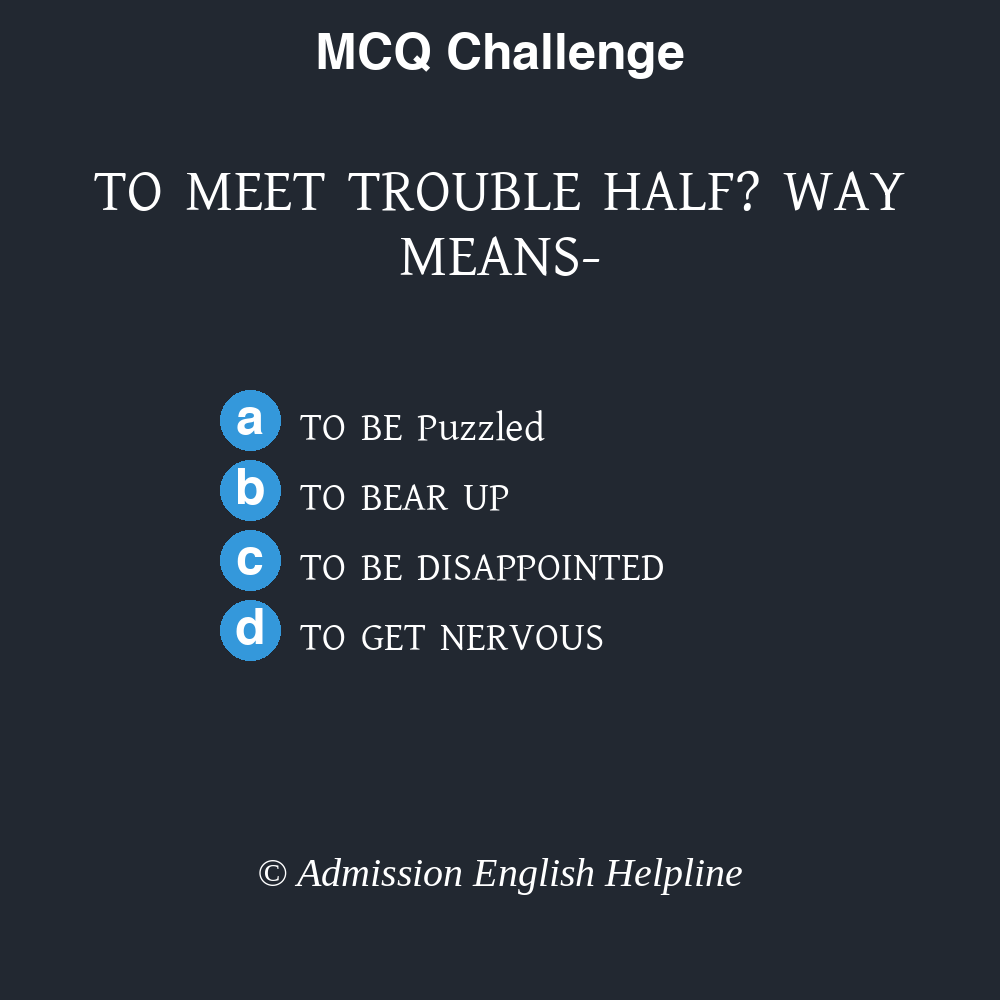 MCQ Challenge
TO MEET TROUBLE HALF? WAY
MEANS-
a TO BE Puzzled
b TO BEAR UP
c TO BE DISAPPOINTED
d TO GET NERVOUS
© Admission English Helpline